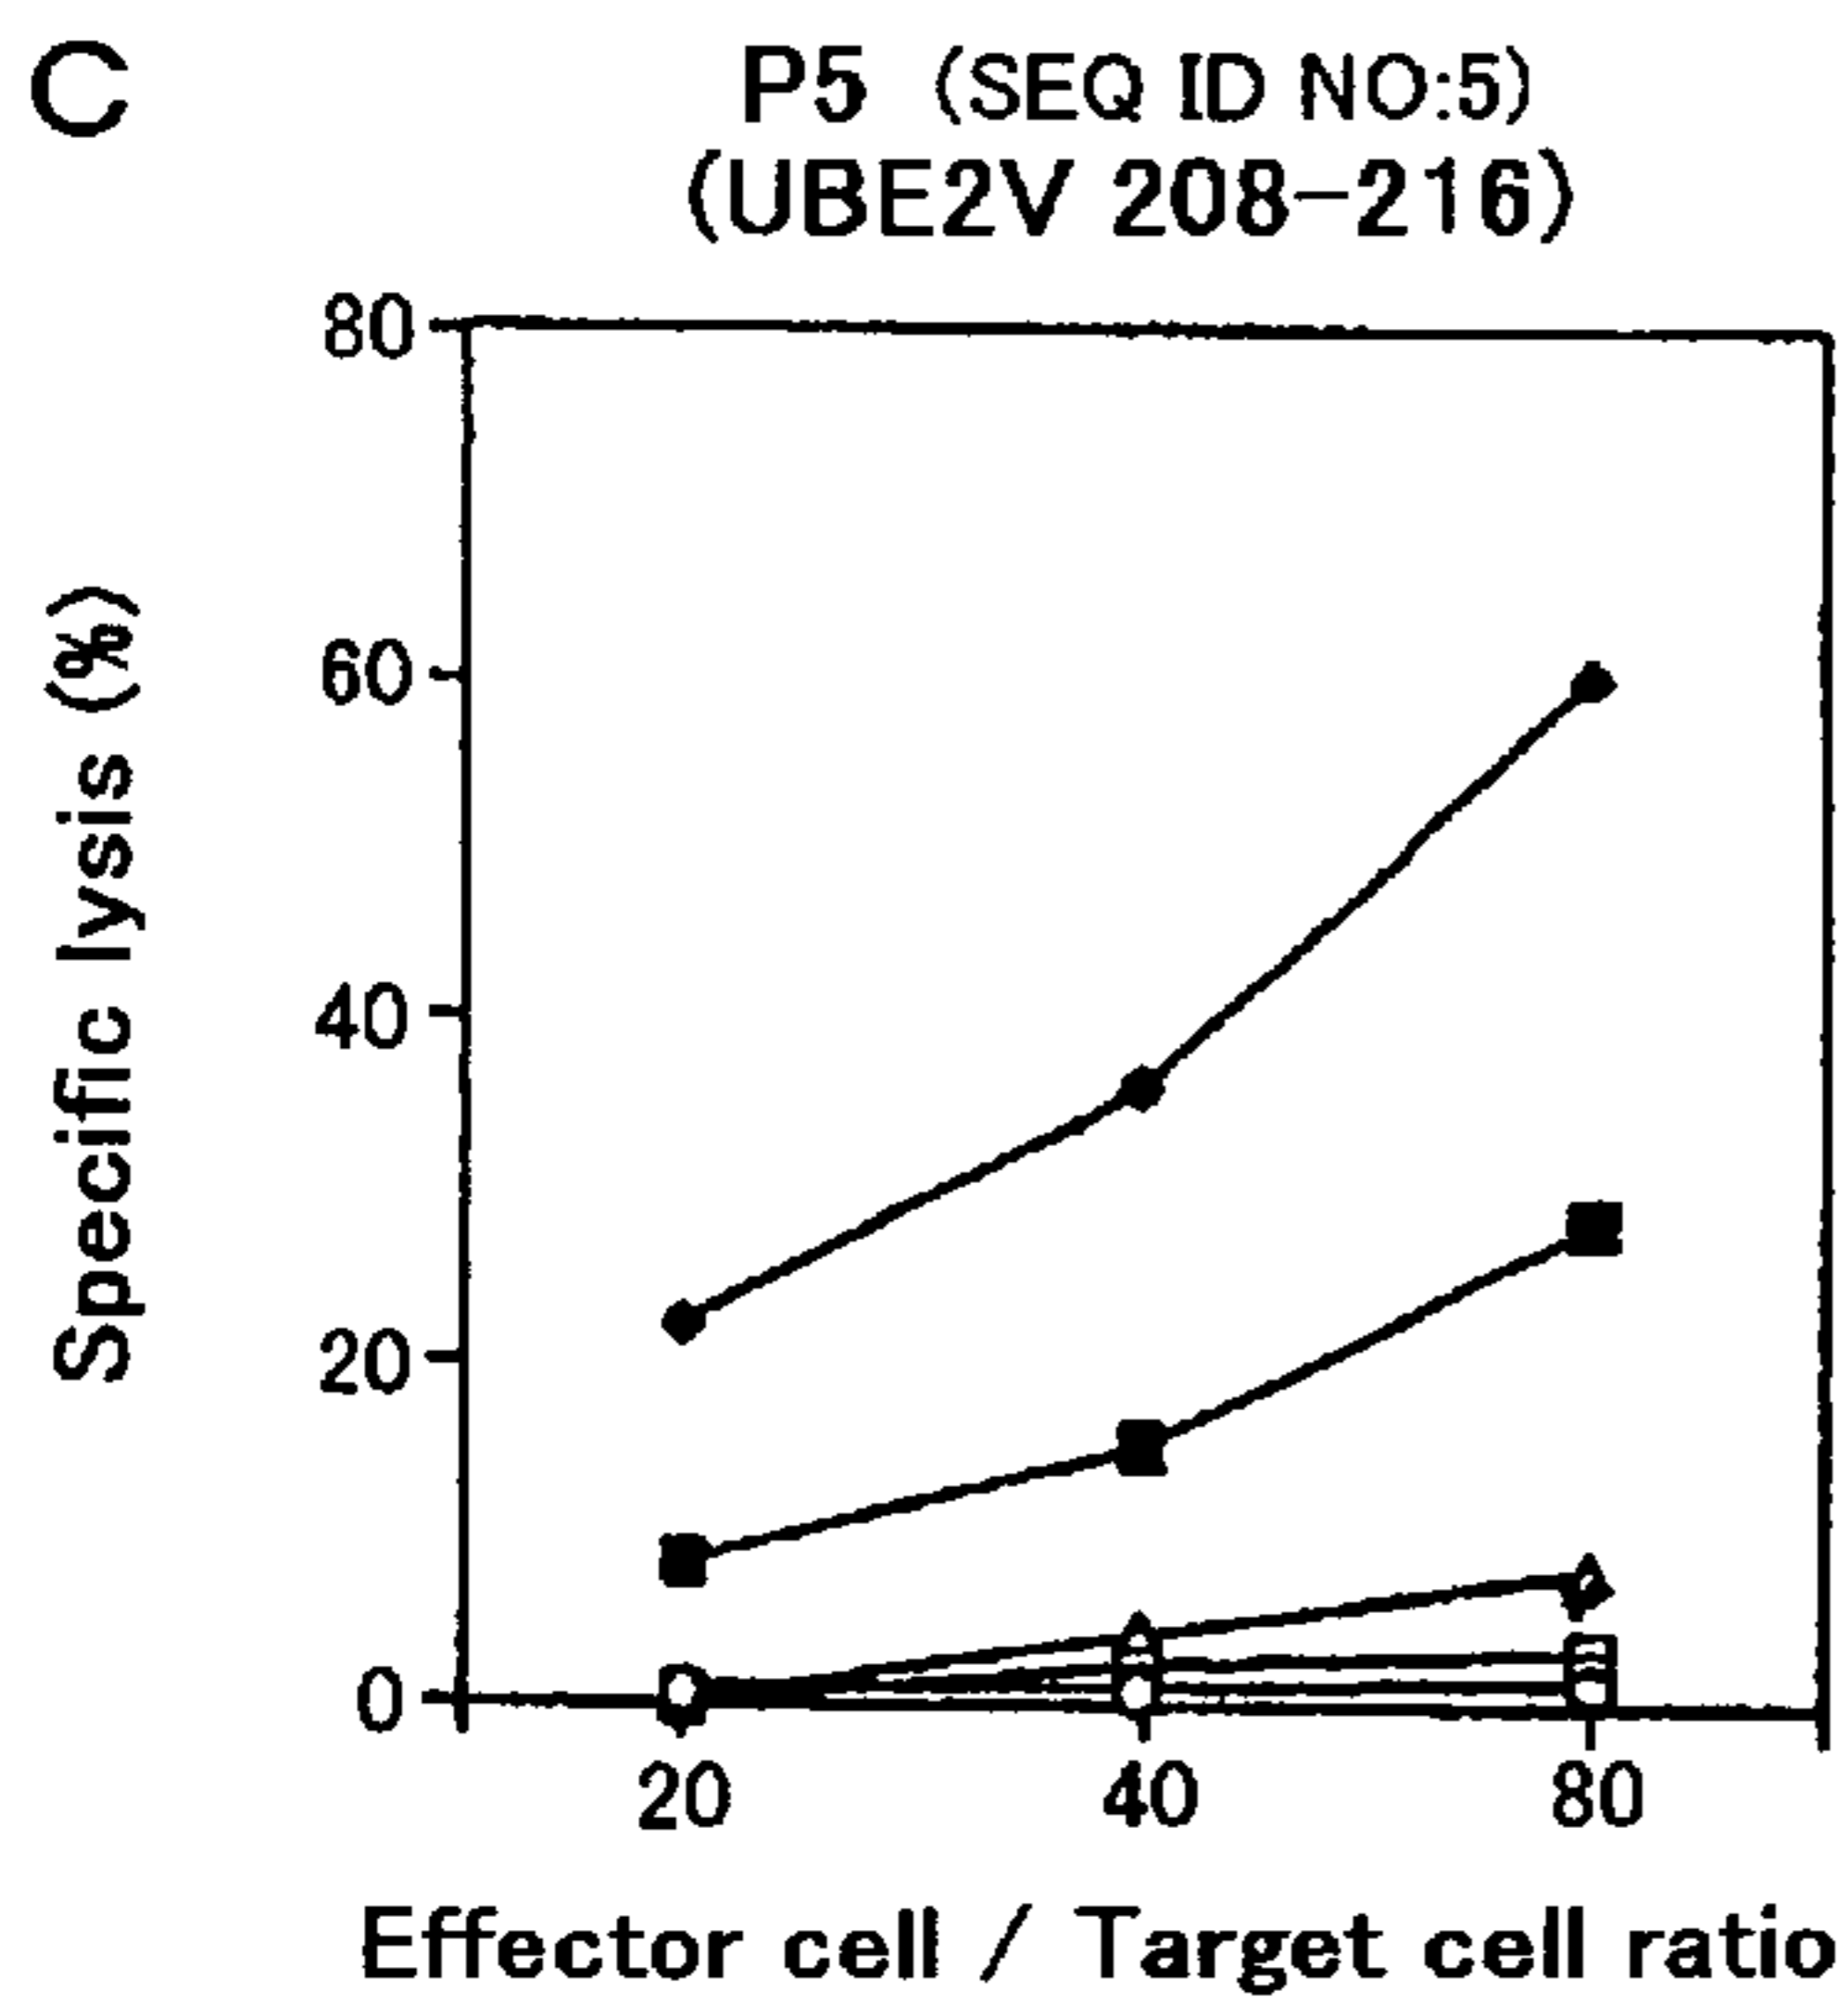 C
P5 (SEQ ID NO:5)
(UBE2V 208-216)
80
60
40
20
0
Specific lysis (%)
20 40 80
Effector cell / Target cell ratio